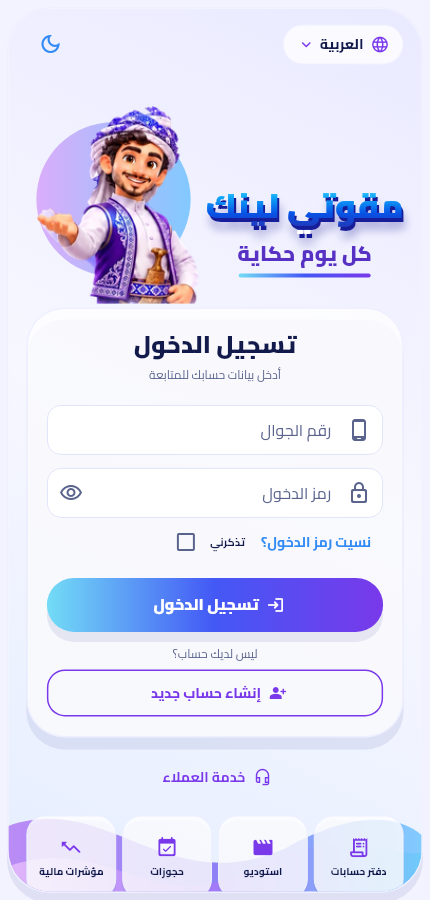 العربية
مقوتي لينك
كل يوم حكاية
تسجيل الدخول
أدخل بيانات حسابك للمتابعة
رقم الجوال
رمز الدخول
نسيت رمز الدخول؟
تذكرني
تسجيل الدخول
ليس لديك حساب؟
إنشاء حساب جديد
خدمة العملاء
دفتر حسابات
استوديو
حجوزات
مؤشرات مالية